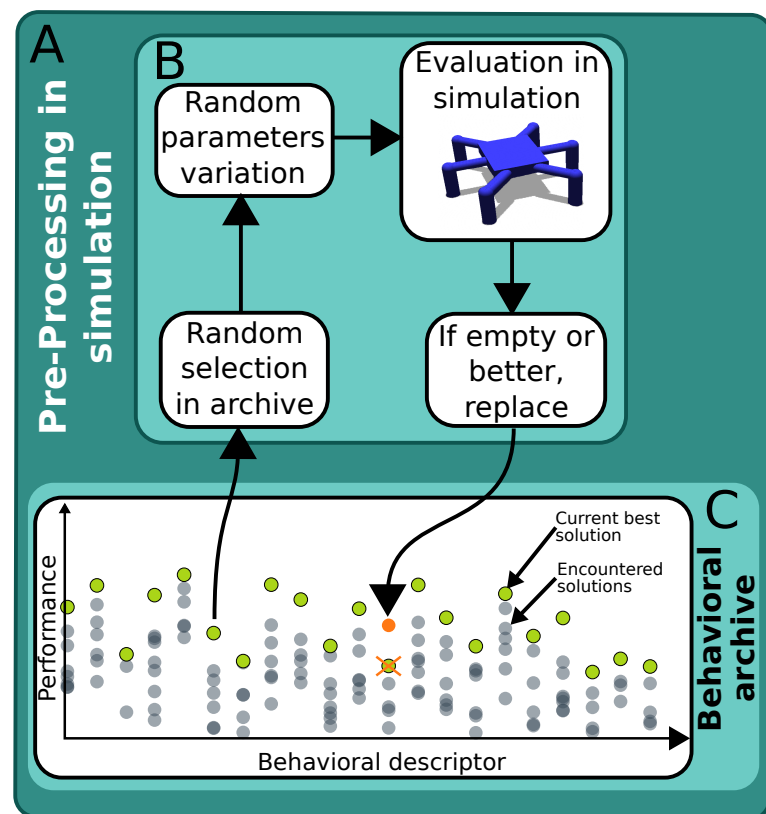 A
Pre-Processing in
simulation
B
Random
parameters
variation
Evaluation in
simulation
Random
selection
in archive
If empty or
better,
replace
C
Behavioral
archive
Current best
solution
Encountered
solutions
Performance
Behavioral descriptor